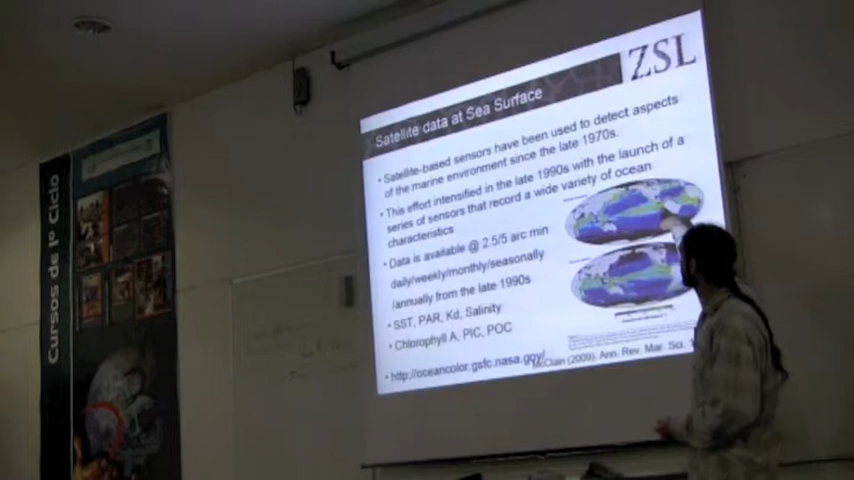 ZSL
Satellite data at Sea Surface
• Satellite-based sensors have been used to detect aspects
of the marine environment since the late 1970s.
• This effort intensified in the late 1990s with the launch of a
series of sensors that record a wide variety of ocean
characteristics
• Data is available @ 2.5/5 arc min
daily/weekly/monthly/seasonally
/annually from the late 1990s
• SST, PAR, Kd, Salinity
• Chlorophyll A, PIC, POC
• http://oceancolor.gsfc.nasa.gov/
McClain (2009). Ann. Rev. Mar. Sci.
Cursos de 1º Ciclo